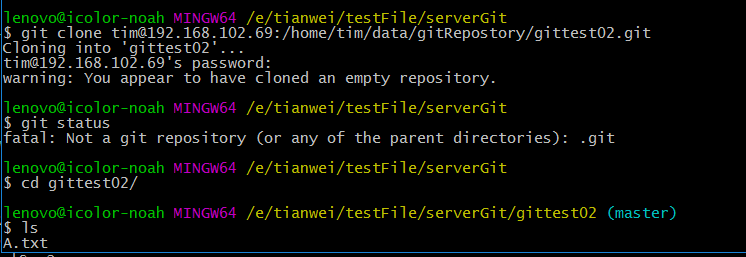 lenovo@icolor-noah MINGW64 /e/tianwei/testFile/serverGit
$ git clone tim@192.168.102.69:/home/tim/data/gitRepostory/gittest02.git
Cloning into 'gittest02'...
tim@192.168.102.69's password:
warning: You appear to have cloned an empty repository.
lenovo@icolor-noah MINGW64 /e/tianwei/testFile/serverGit
$ git status
fatal: Not a git repository (or any of the parent directories): .git
lenovo@icolor-noah MINGW64 /e/tianwei/testFile/serverGit
$ cd gittest02/
lenovo@icolor-noah MINGW64 /e/tianwei/testFile/serverGit/gittest02 (master)
$ ls
A.txt